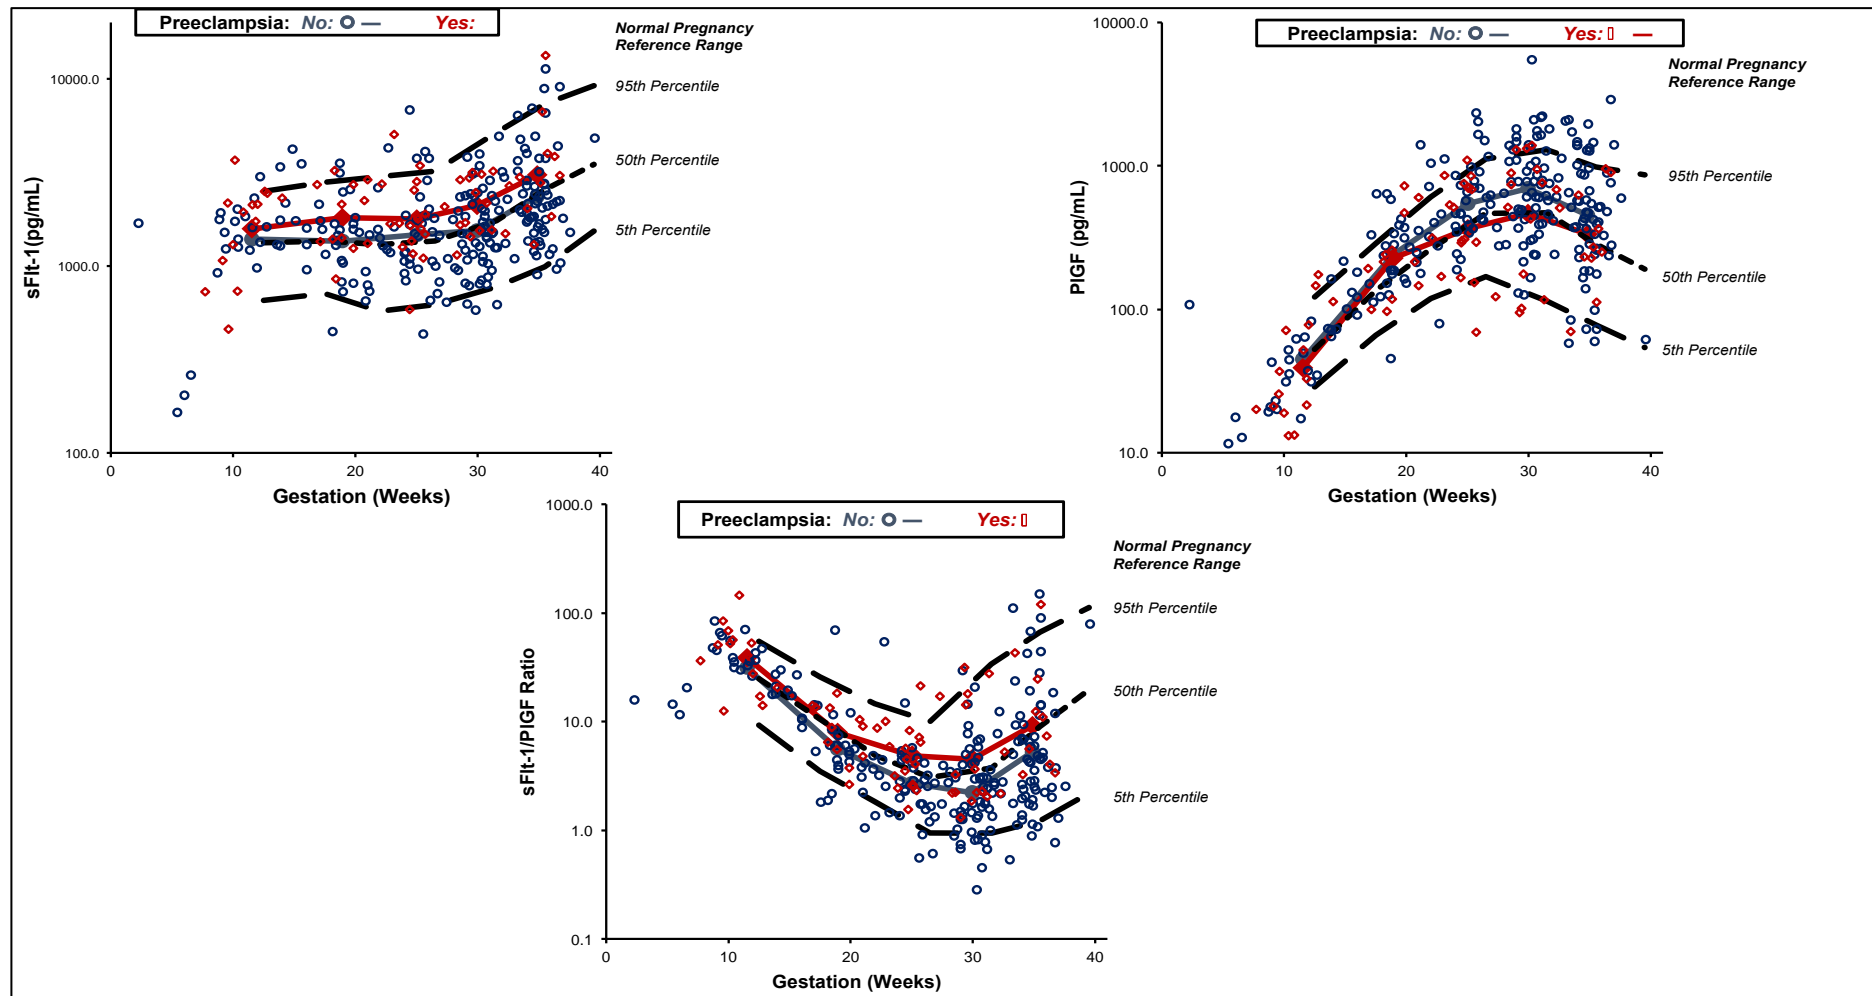 Preeclampsia: No: Yes:
Normal Pregnancy
Reference Range
10000.0
1000.0
100.0
sFlt-1(pg/mL)
95th Percentile
50th Percentile
5th Percentile
0 10 20 30 40
Gestation (Weeks)
Preeclampsia: No: Yes:
Normal Pregnancy
Reference Range
10000.0
1000.0
100.0
10.0
PlGF (pg/mL)
95th Percentile
50th Percentile
5th Percentile
0 10 20 30 40
Gestation (Weeks)
Preeclampsia: No: Yes:
Normal Pregnancy
Reference Range
1000.0
100.0
10.0
1.0
0.1
sFlt-1/PlGF Ratio
95th Percentile
50th Percentile
5th Percentile
0 10 20 30 40
Gestation (Weeks)